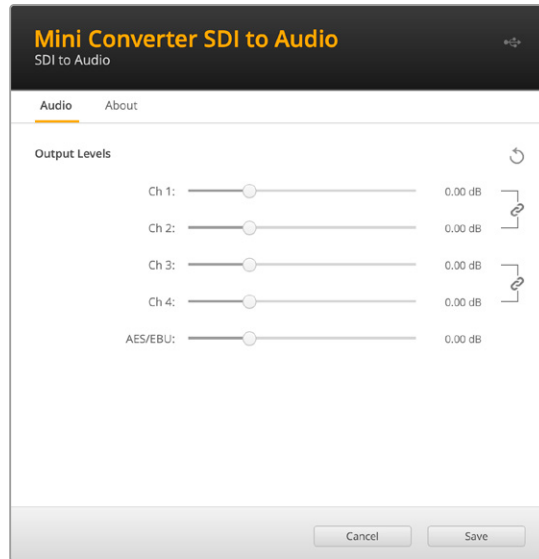 Mini Converter SDI to Audio
SDI to Audio
Audio About
Output Levels
Ch 1: 0.00 dB
Ch 2: 0.00 dB
Ch 3: 0.00 dB
Ch 4: 0.00 dB
AES/EBU: 0.00 dB
Cancel Save